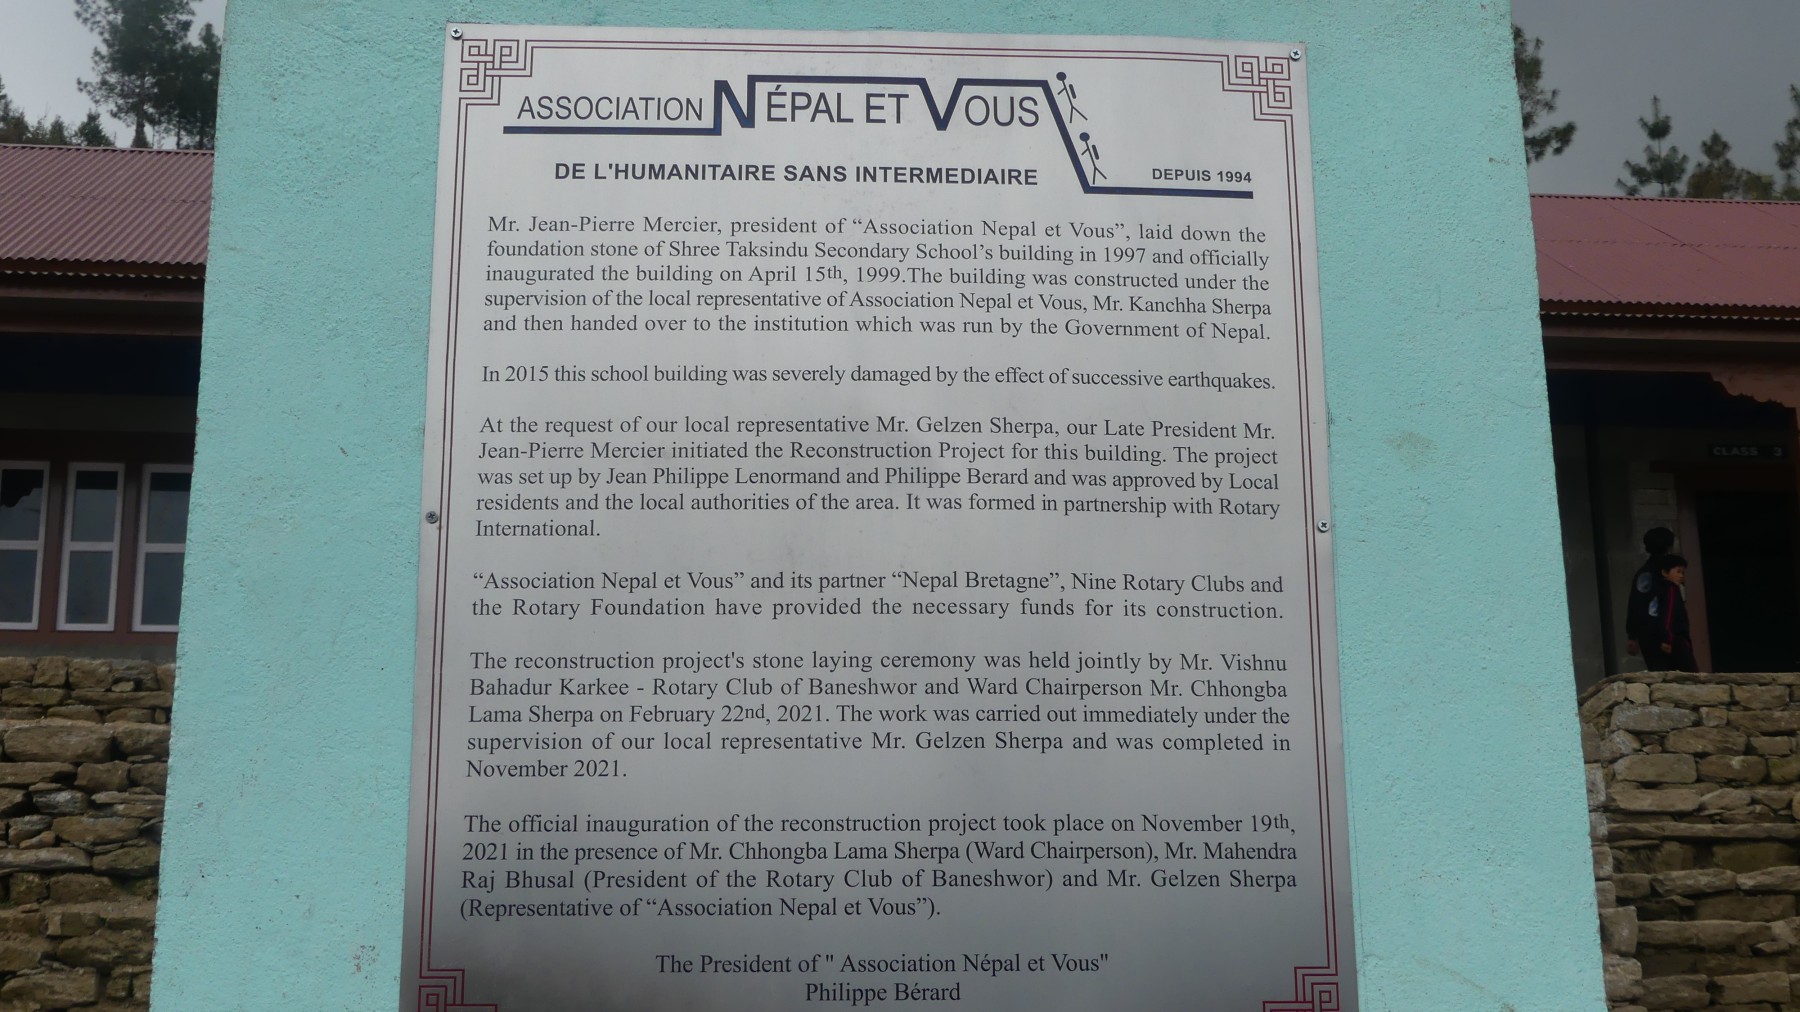 ASSOCIATION NÉPAL ET VOUS
DE L'HUMANITAIRE SANS INTERMEDIAIRE
DEPUIS 1994
Mr. Jean-Pierre Mercier, president of “Association Nepal et Vous”, laid down the
foundation stone of Shree Taksindu Secondary School’s building in 1997 and officially
inaugurated the building on April 15th, 1999.The building was constructed under the
supervision of the local representative of Association Nepal et Vous, Mr. Kanchha Sherpa
and then handed over to the institution which was run by the Government of Nepal.
In 2015 this school building was severely damaged by the effect of successive earthquakes.
At the request of our local representative Mr. Gelzen Sherpa, our Late President Mr.
Jean-Pierre Mercier initiated the Reconstruction Project for this building. The project
was set up by Jean Philippe Lenormand and Philippe Berard and was approved by Local
residents and the local authorities of the area. It was formed in partnership with Rotary
International.
“Association Nepal et Vous” and its partner “Nepal Bretagne”, Nine Rotary Clubs and
the Rotary Foundation have provided the necessary funds for its construction.
The reconstruction project's stone laying ceremony was held jointly by Mr. Vishnu
Bahadur Karkee - Rotary Club of Baneshwor and Ward Chairperson Mr. Chhongba
Lama Sherpa on February 22nd, 2021. The work was carried out immediately under the
supervision of our local representative Mr. Gelzen Sherpa and was completed in
November 2021.
The official inauguration of the reconstruction project took place on November 19th,
2021 in the presence of Mr. Chhongba Lama Sherpa (Ward Chairperson), Mr. Mahendra
Raj Bhusal (President of the Rotary Club of Baneshwor) and Mr. Gelzen Sherpa
(Representative of “Association Nepal et Vous”).
The President of " Association Népal et Vous"
Philippe Bérard
CLASS 3